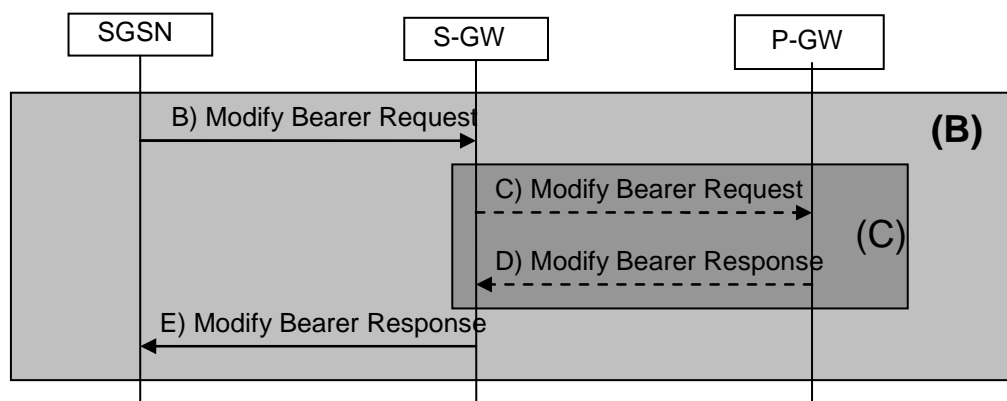 SGSN
S-GW
P-GW
B) Modify Bearer Request
(B)
C) Modify Bearer Request
(C)
D) Modify Bearer Response
E) Modify Bearer Response